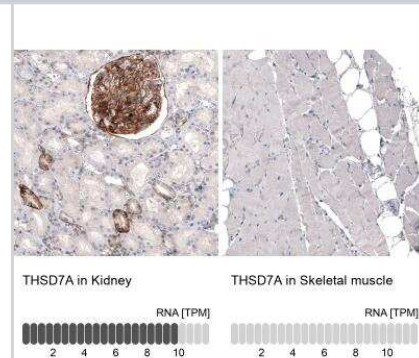 THSD7A in Kidney
THSD7A in Skeletal muscle
RNA [TPM]
RNA [TPM]
2 4 6 8 10
2 4 6 8 10